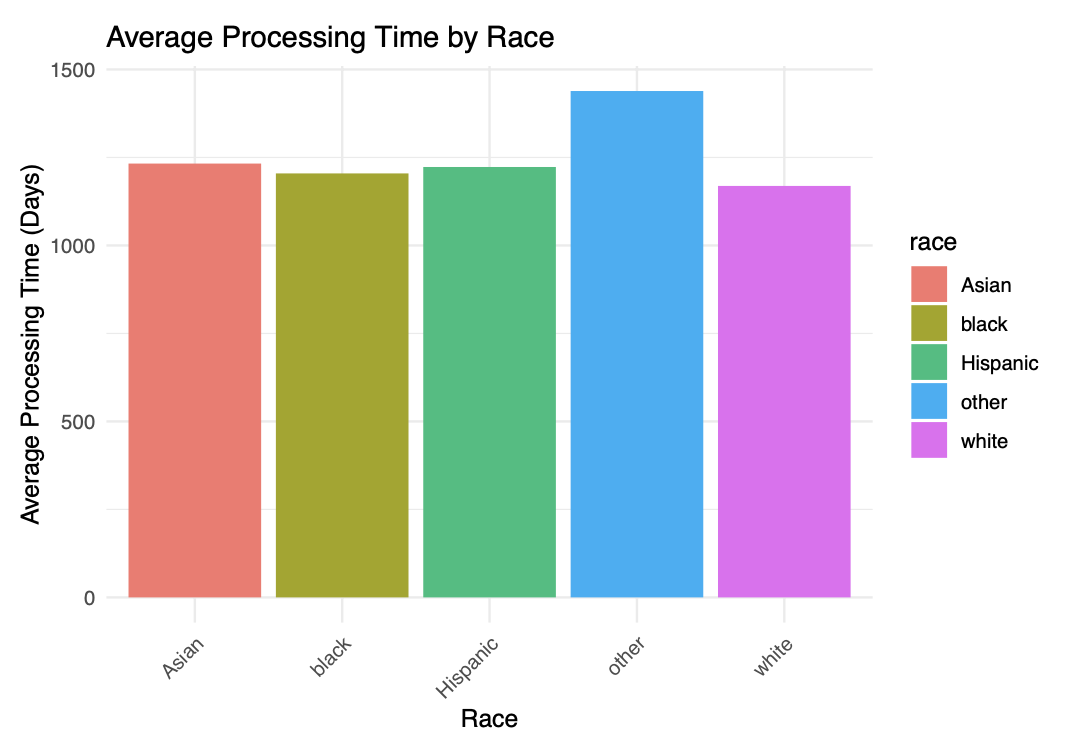 Average Processing Time by Race
Average Processing Time (Days)
1500
1000
500
0
Asian
black
Hispanic
other
white
Race
race
Asian
black
Hispanic
other
white